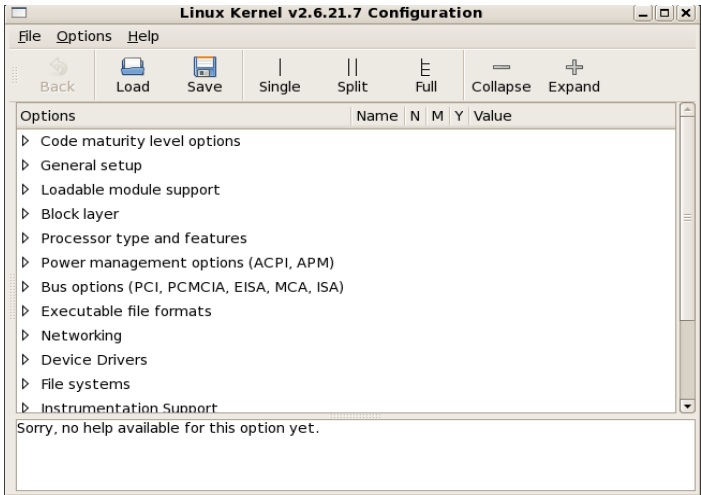 Linux Kernel v2.6.21.7 Configuration
File Options Help
Back Load Save Single Split Full Collapse Expand
Options Name N M Y Value
Code maturity level options
General setup
Loadable module support
Block layer
Processor type and features
Power management options (ACPI, APM)
Bus options (PCI, PCMCIA, EISA, MCA, ISA)
Executable file formats
Networking
Device Drivers
File systems
Instrumentation Support
Sorry, no help available for this option yet.